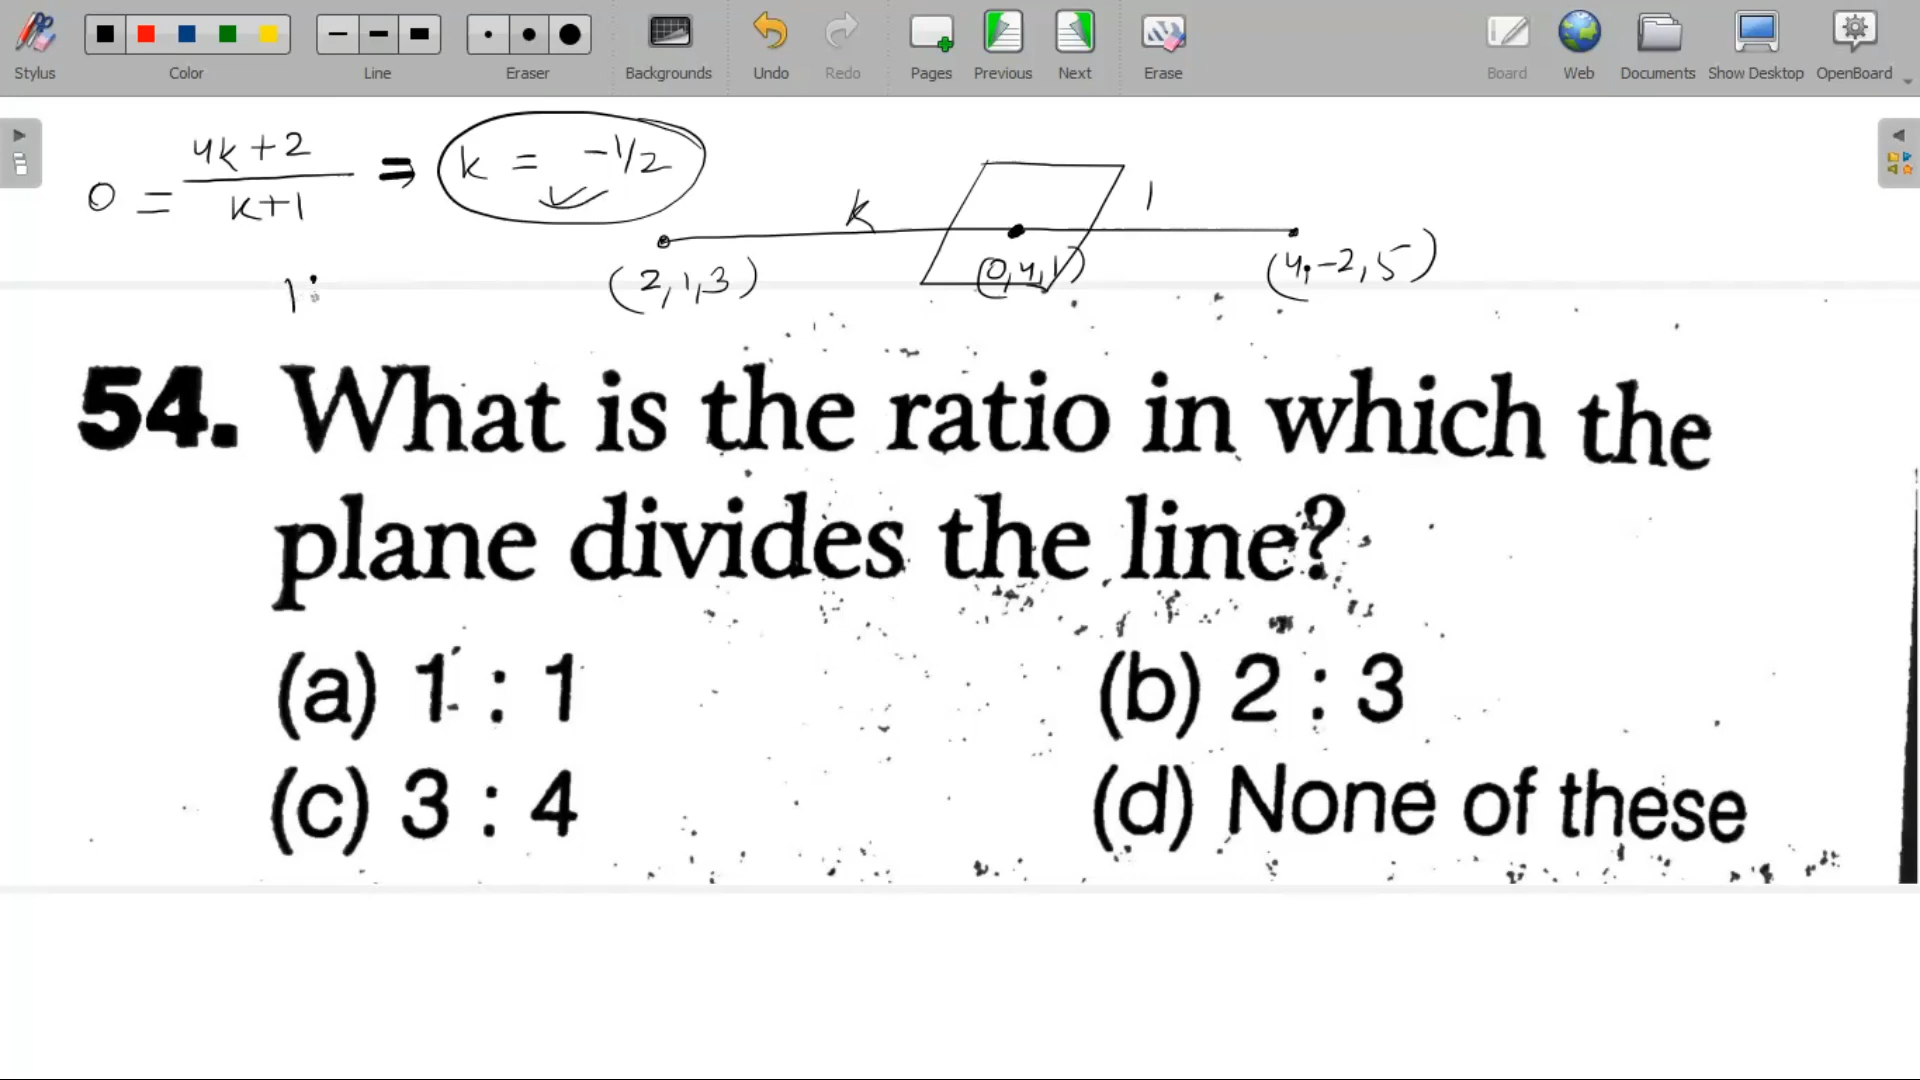 Stylus
Color
Line
Eraser
Backgrounds
Undo
Redo
Pages
Previous
Next
Erase
Board
Web
Documents
Show Desktop
OpenBoard
0 = 4k+2 / k+1 = k = -1/2
k
1
(2,1,3)
(0,4,1)
(4,-2,5)
1:
54. What is the ratio in which the
plane divides the line?
(a) 1 : 1
(b) 2 : 3
(c) 3 : 4
(d) None of these